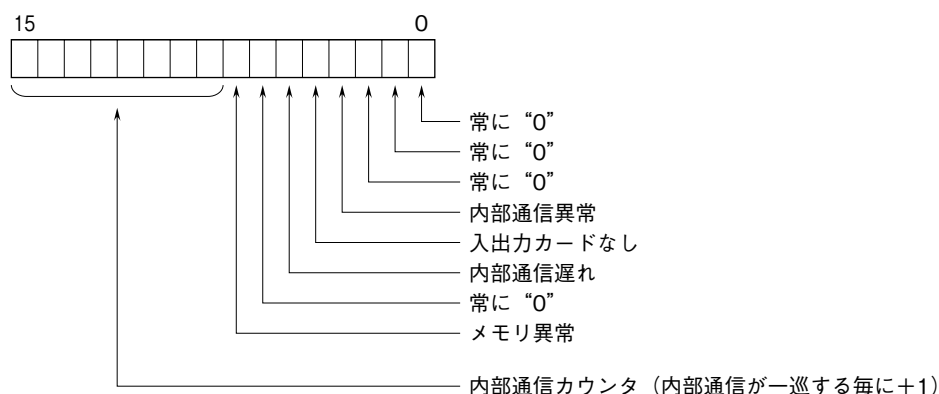 15 0
常に“0”
常に“0”
常に“0”
内部通信異常
入出力カードなし
内部通信遅れ
常に“0”
メモリ異常
内部通信カウンタ（内部通信が一巡する毎に＋1）